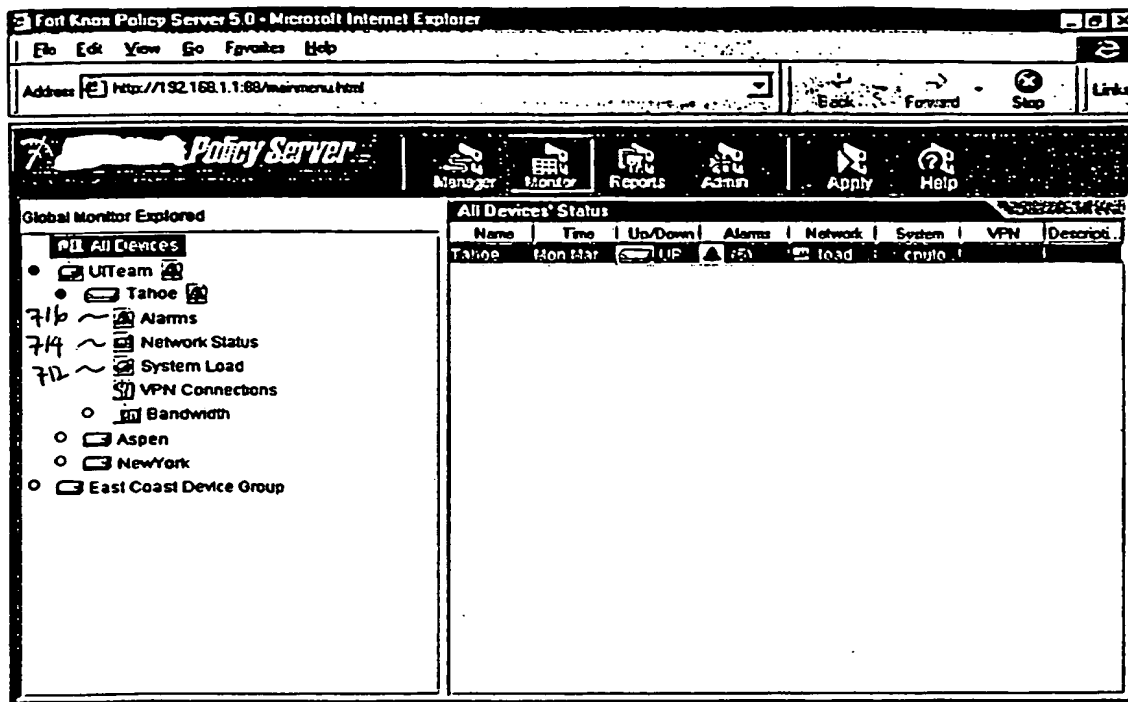 Fort Knox Policy Server 5.0 - Microsoft Internet Explorer
File Edit View Go Favorites Help
Address http://192.168.1.1:88/mainmenu.html
Back Forward Stop Links
Policy Server
Manager Monitor Reports Admin Apply Help
Global Monitor Explored
All Devices
UITeam
Tahoe
716 Alarms
714 Network Status
712 System Load
VPN Connections
Bandwidth
Aspen
NewYork
East Coast Device Group
All Devices' Status
Name Time Up/Down Alarms Network System VPN Descripti...
Tahoe Mon Mar UP load